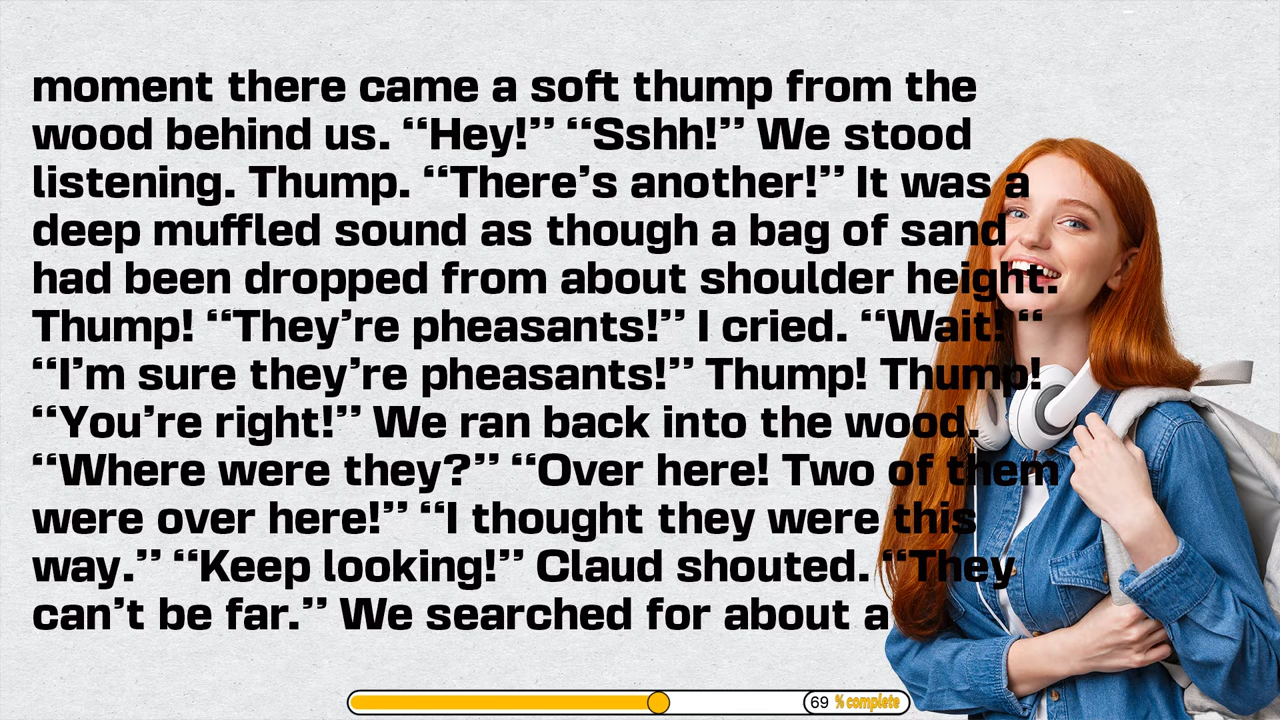 moment there came a soft thump from the
wood behind us. “Hey!” “Sshh!” We stood
listening. Thump. “There’s another!” It was a
deep muffled sound as though a bag of sand
had been dropped from about shoulder height.
Thump! “They’re pheasants!” I cried. “Wait! “
“I’m sure they’re pheasants!” Thump! Thump!
“You’re right!” We ran back into the wood.
“Where were they?” “Over here! Two of them
were over here!” “I thought they were this
way.” “Keep looking!” Claud shouted. “They
can’t be far.” We searched for about a
69 % complete